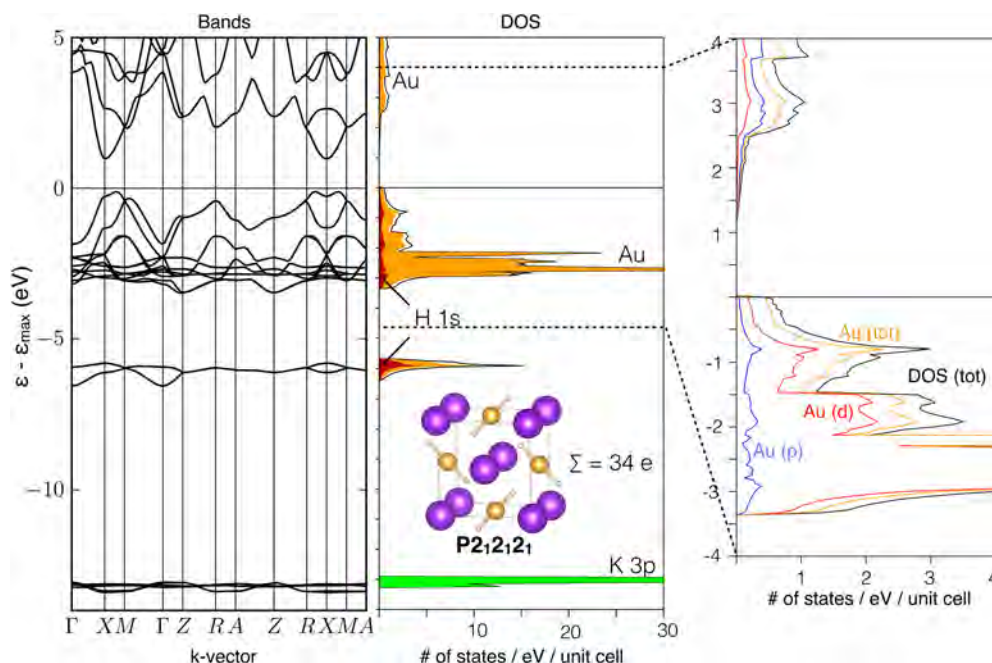 Bands
DOS
5
0
−5
−10
ε - εmax (eV)
Γ X M Γ Z R A Z R X M A
k-vector
Au
Au
H 1s
Σ = 34 e
P2₁2₁2₁
K 3p
0 10 20 30
# of states / eV / unit cell
4
3
2
1
-1
-2
-3
-4
Au (tot)
DOS (tot)
Au (d)
Au (p)
1 2 3 4
# of states / eV / unit cell